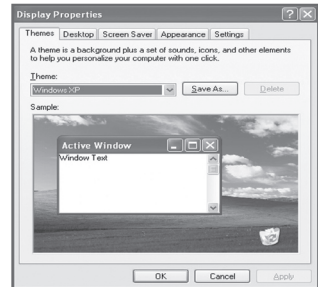 Display Properties
Themes Desktop Screen Saver Appearance Settings
A theme is a background plus a set of sounds, icons, and other elements
to help you personalize your computer with one click.
Theme:
Windows XP
Save As...
Delete
Sample:
Active Window
Window Text
OK
Cancel
Apply